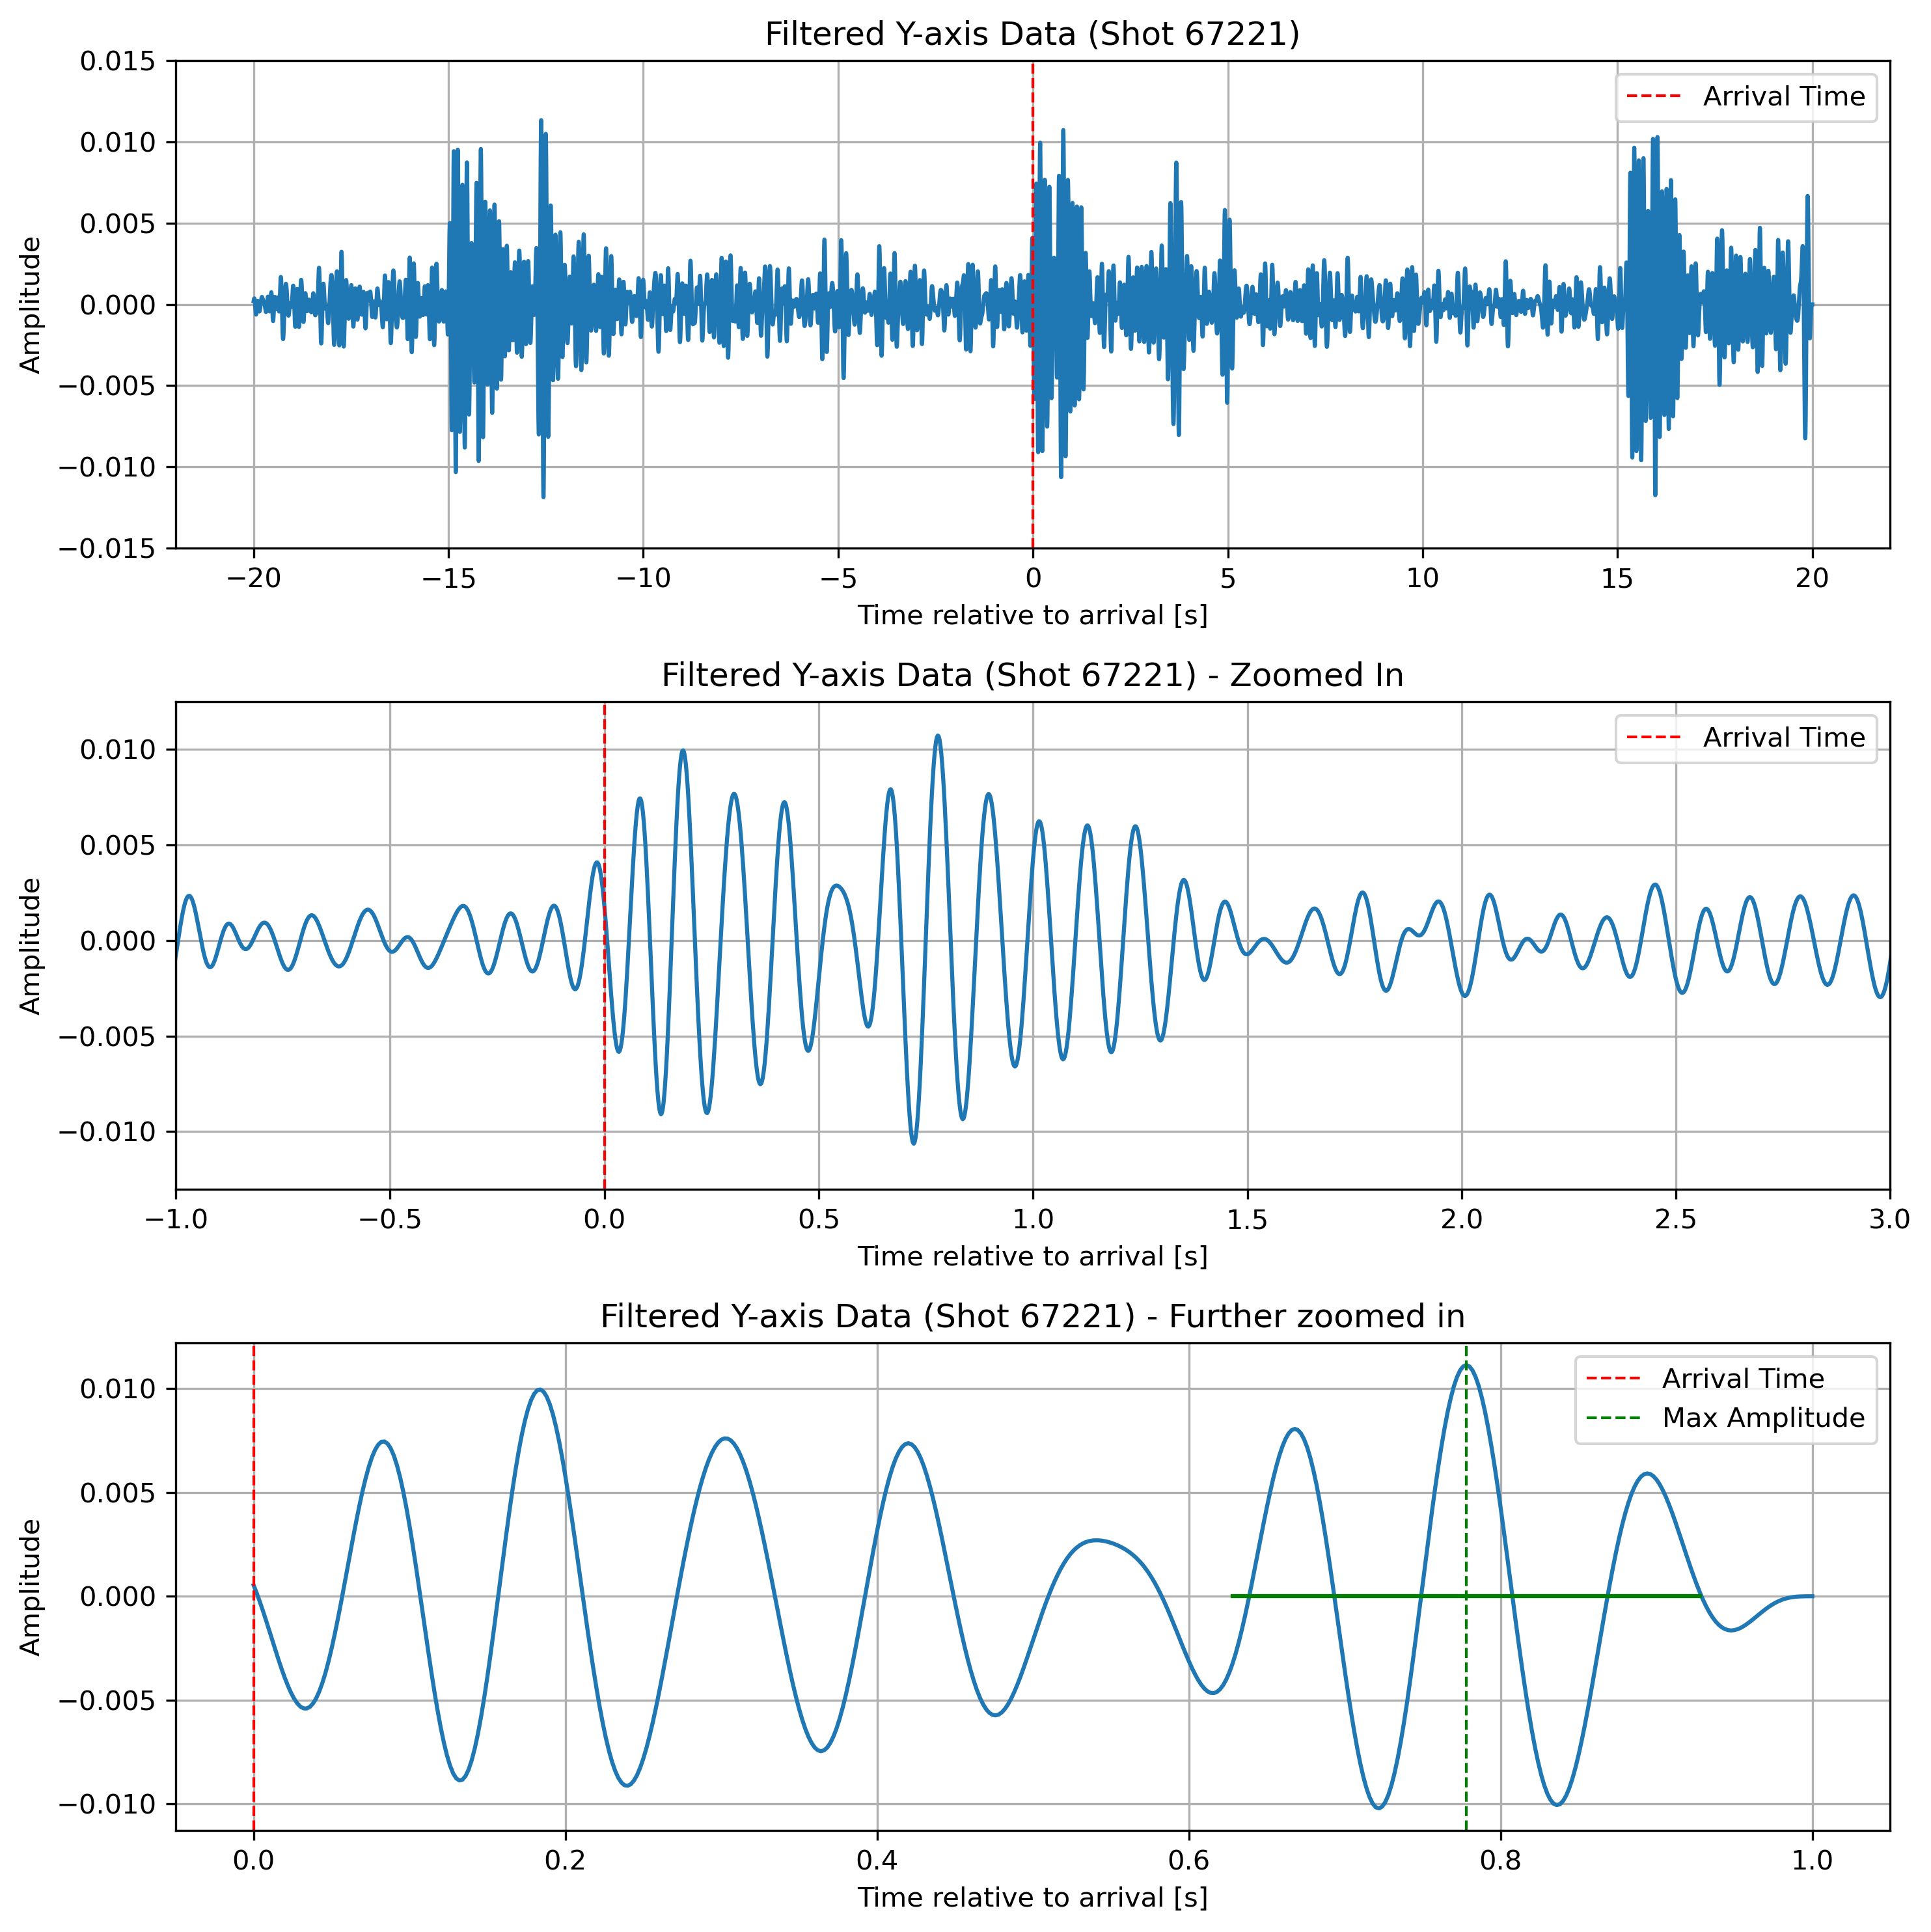 Filtered Y-axis Data (Shot 67221)
0.015
0.010
0.005
0.000
−0.005
−0.010
−0.015
Amplitude
Arrival Time
−20 −15 −10 −5 0 5 10 15 20
Time relative to arrival [s]
Filtered Y-axis Data (Shot 67221) - Zoomed In
0.010
0.005
0.000
−0.005
−0.010
Amplitude
Arrival Time
−1.0 −0.5 0.0 0.5 1.0 1.5 2.0 2.5 3.0
Time relative to arrival [s]
Filtered Y-axis Data (Shot 67221) - Further zoomed in
0.010
0.005
0.000
−0.005
−0.010
Amplitude
Arrival Time
Max Amplitude
0.0 0.2 0.4 0.6 0.8 1.0
Time relative to arrival [s]